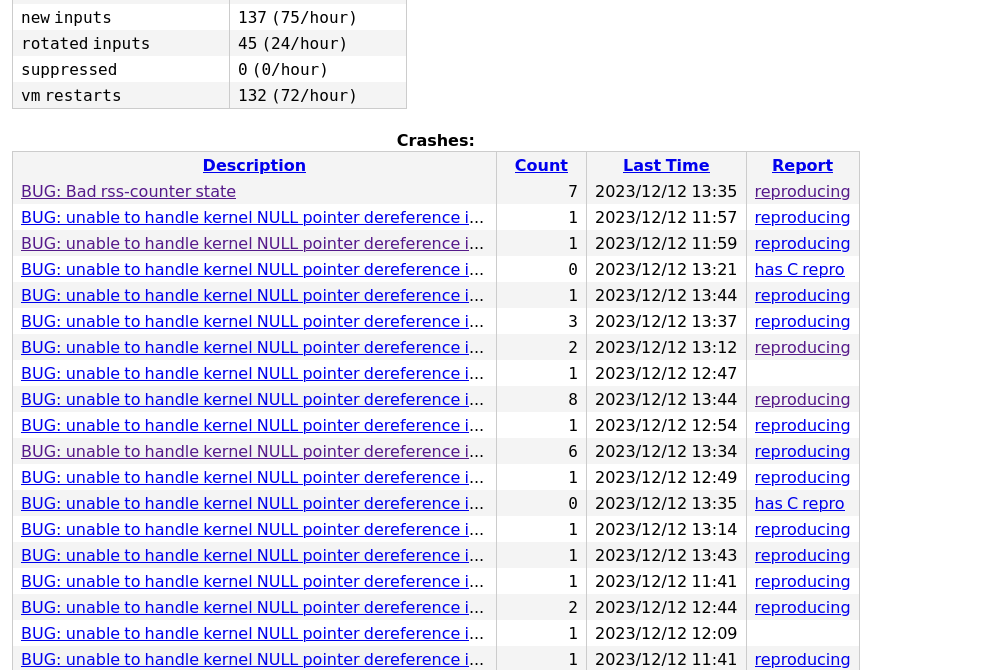 new inputs 137 (75/hour)
rotated inputs 45 (24/hour)
suppressed 0 (0/hour)
vm restarts 132 (72/hour)
Crashes:
Description Count Last Time Report
BUG: Bad rss-counter state 7 2023/12/12 13:35 reproducing
BUG: unable to handle kernel NULL pointer dereference i... 1 2023/12/12 11:57 reproducing
BUG: unable to handle kernel NULL pointer dereference i... 1 2023/12/12 11:59 reproducing
BUG: unable to handle kernel NULL pointer dereference i... 0 2023/12/12 13:21 has C repro
BUG: unable to handle kernel NULL pointer dereference i... 1 2023/12/12 13:44 reproducing
BUG: unable to handle kernel NULL pointer dereference i... 3 2023/12/12 13:37 reproducing
BUG: unable to handle kernel NULL pointer dereference i... 2 2023/12/12 13:12 reproducing
BUG: unable to handle kernel NULL pointer dereference i... 1 2023/12/12 12:47
BUG: unable to handle kernel NULL pointer dereference i... 8 2023/12/12 13:44 reproducing
BUG: unable to handle kernel NULL pointer dereference i... 1 2023/12/12 12:54 reproducing
BUG: unable to handle kernel NULL pointer dereference i... 6 2023/12/12 13:34 reproducing
BUG: unable to handle kernel NULL pointer dereference i... 1 2023/12/12 12:49 reproducing
BUG: unable to handle kernel NULL pointer dereference i... 0 2023/12/12 13:35 has C repro
BUG: unable to handle kernel NULL pointer dereference i... 1 2023/12/12 13:14 reproducing
BUG: unable to handle kernel NULL pointer dereference i... 1 2023/12/12 13:43 reproducing
BUG: unable to handle kernel NULL pointer dereference i... 1 2023/12/12 11:41 reproducing
BUG: unable to handle kernel NULL pointer dereference i... 2 2023/12/12 12:44 reproducing
BUG: unable to handle kernel NULL pointer dereference i... 1 2023/12/12 12:09
BUG: unable to handle kernel NULL pointer dereference i... 1 2023/12/12 11:41 reproducing